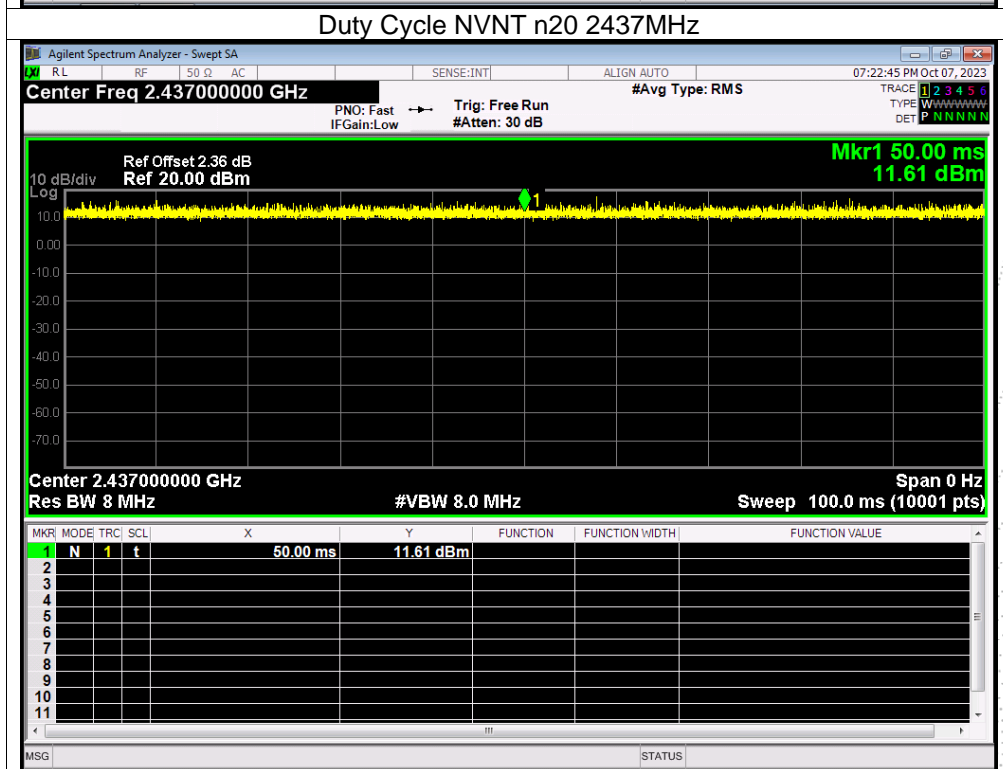 Duty Cycle NVNT n20 2437MHz
Agilent Spectrum Analyzer - Swept SA
LXI RL RF 50 Ω AC SENSE:INT ALIGN AUTO 07:22:45 PM Oct 07, 2023
Center Freq 2.437000000 GHz #Avg Type: RMS TRACE 1 2 3 4 5 6
PNO: Fast Trig: Free Run TYPE WWWWWW
IFGain:Low #Atten: 30 dB DET P N N N N N
Mkr1 50.00 ms
11.61 dBm
Ref Offset 2.36 dB
10 dB/div Ref 20.00 dBm
Log
1
10.0
0.00
-10.0
-20.0
-30.0
-40.0
-50.0
-60.0
-70.0
Center 2.437000000 GHz Span 0 Hz
Res BW 8 MHz #VBW 8.0 MHz Sweep 100.0 ms (10001 pts)
MKR MODE TRC SCL X Y FUNCTION FUNCTION WIDTH FUNCTION VALUE
1 N 1 t 50.00 ms 11.61 dBm
2
3
4
5
6
7
8
9
10
11
MSG STATUS